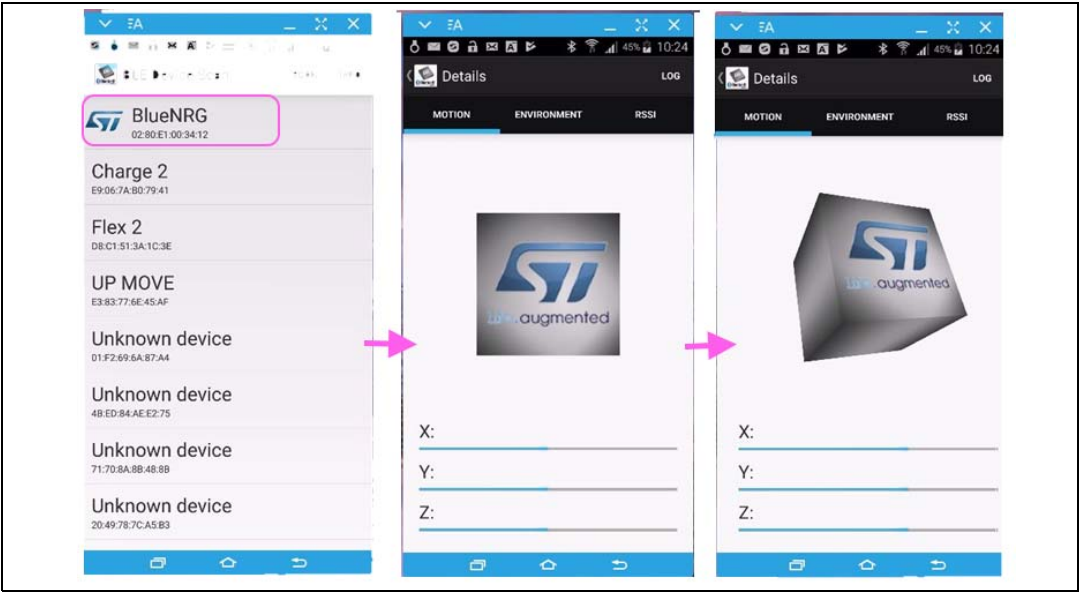 BlueNRG
02:80:E1:00:34:12
Charge 2
E9:06:7A:B0:79:41
Flex 2
D8:C1:51:3A:1C:3E
UP MOVE
E3:83:77:6E:45:AF
Unknown device
01:F2:69:6A:87:A4
Unknown device
4B:ED:84:AE:E2:75
Unknown device
71:70:8A:8B:48:8B
Unknown device
20:49:78:7C:A5:B3
45% 10:24
Details LOG
MOTION ENVIRONMENT RSSI
ST
life.augmented
X:
Y:
Z:
45% 10:24
Details LOG
MOTION ENVIRONMENT RSSI
ST
life.augmented
X:
Y:
Z: